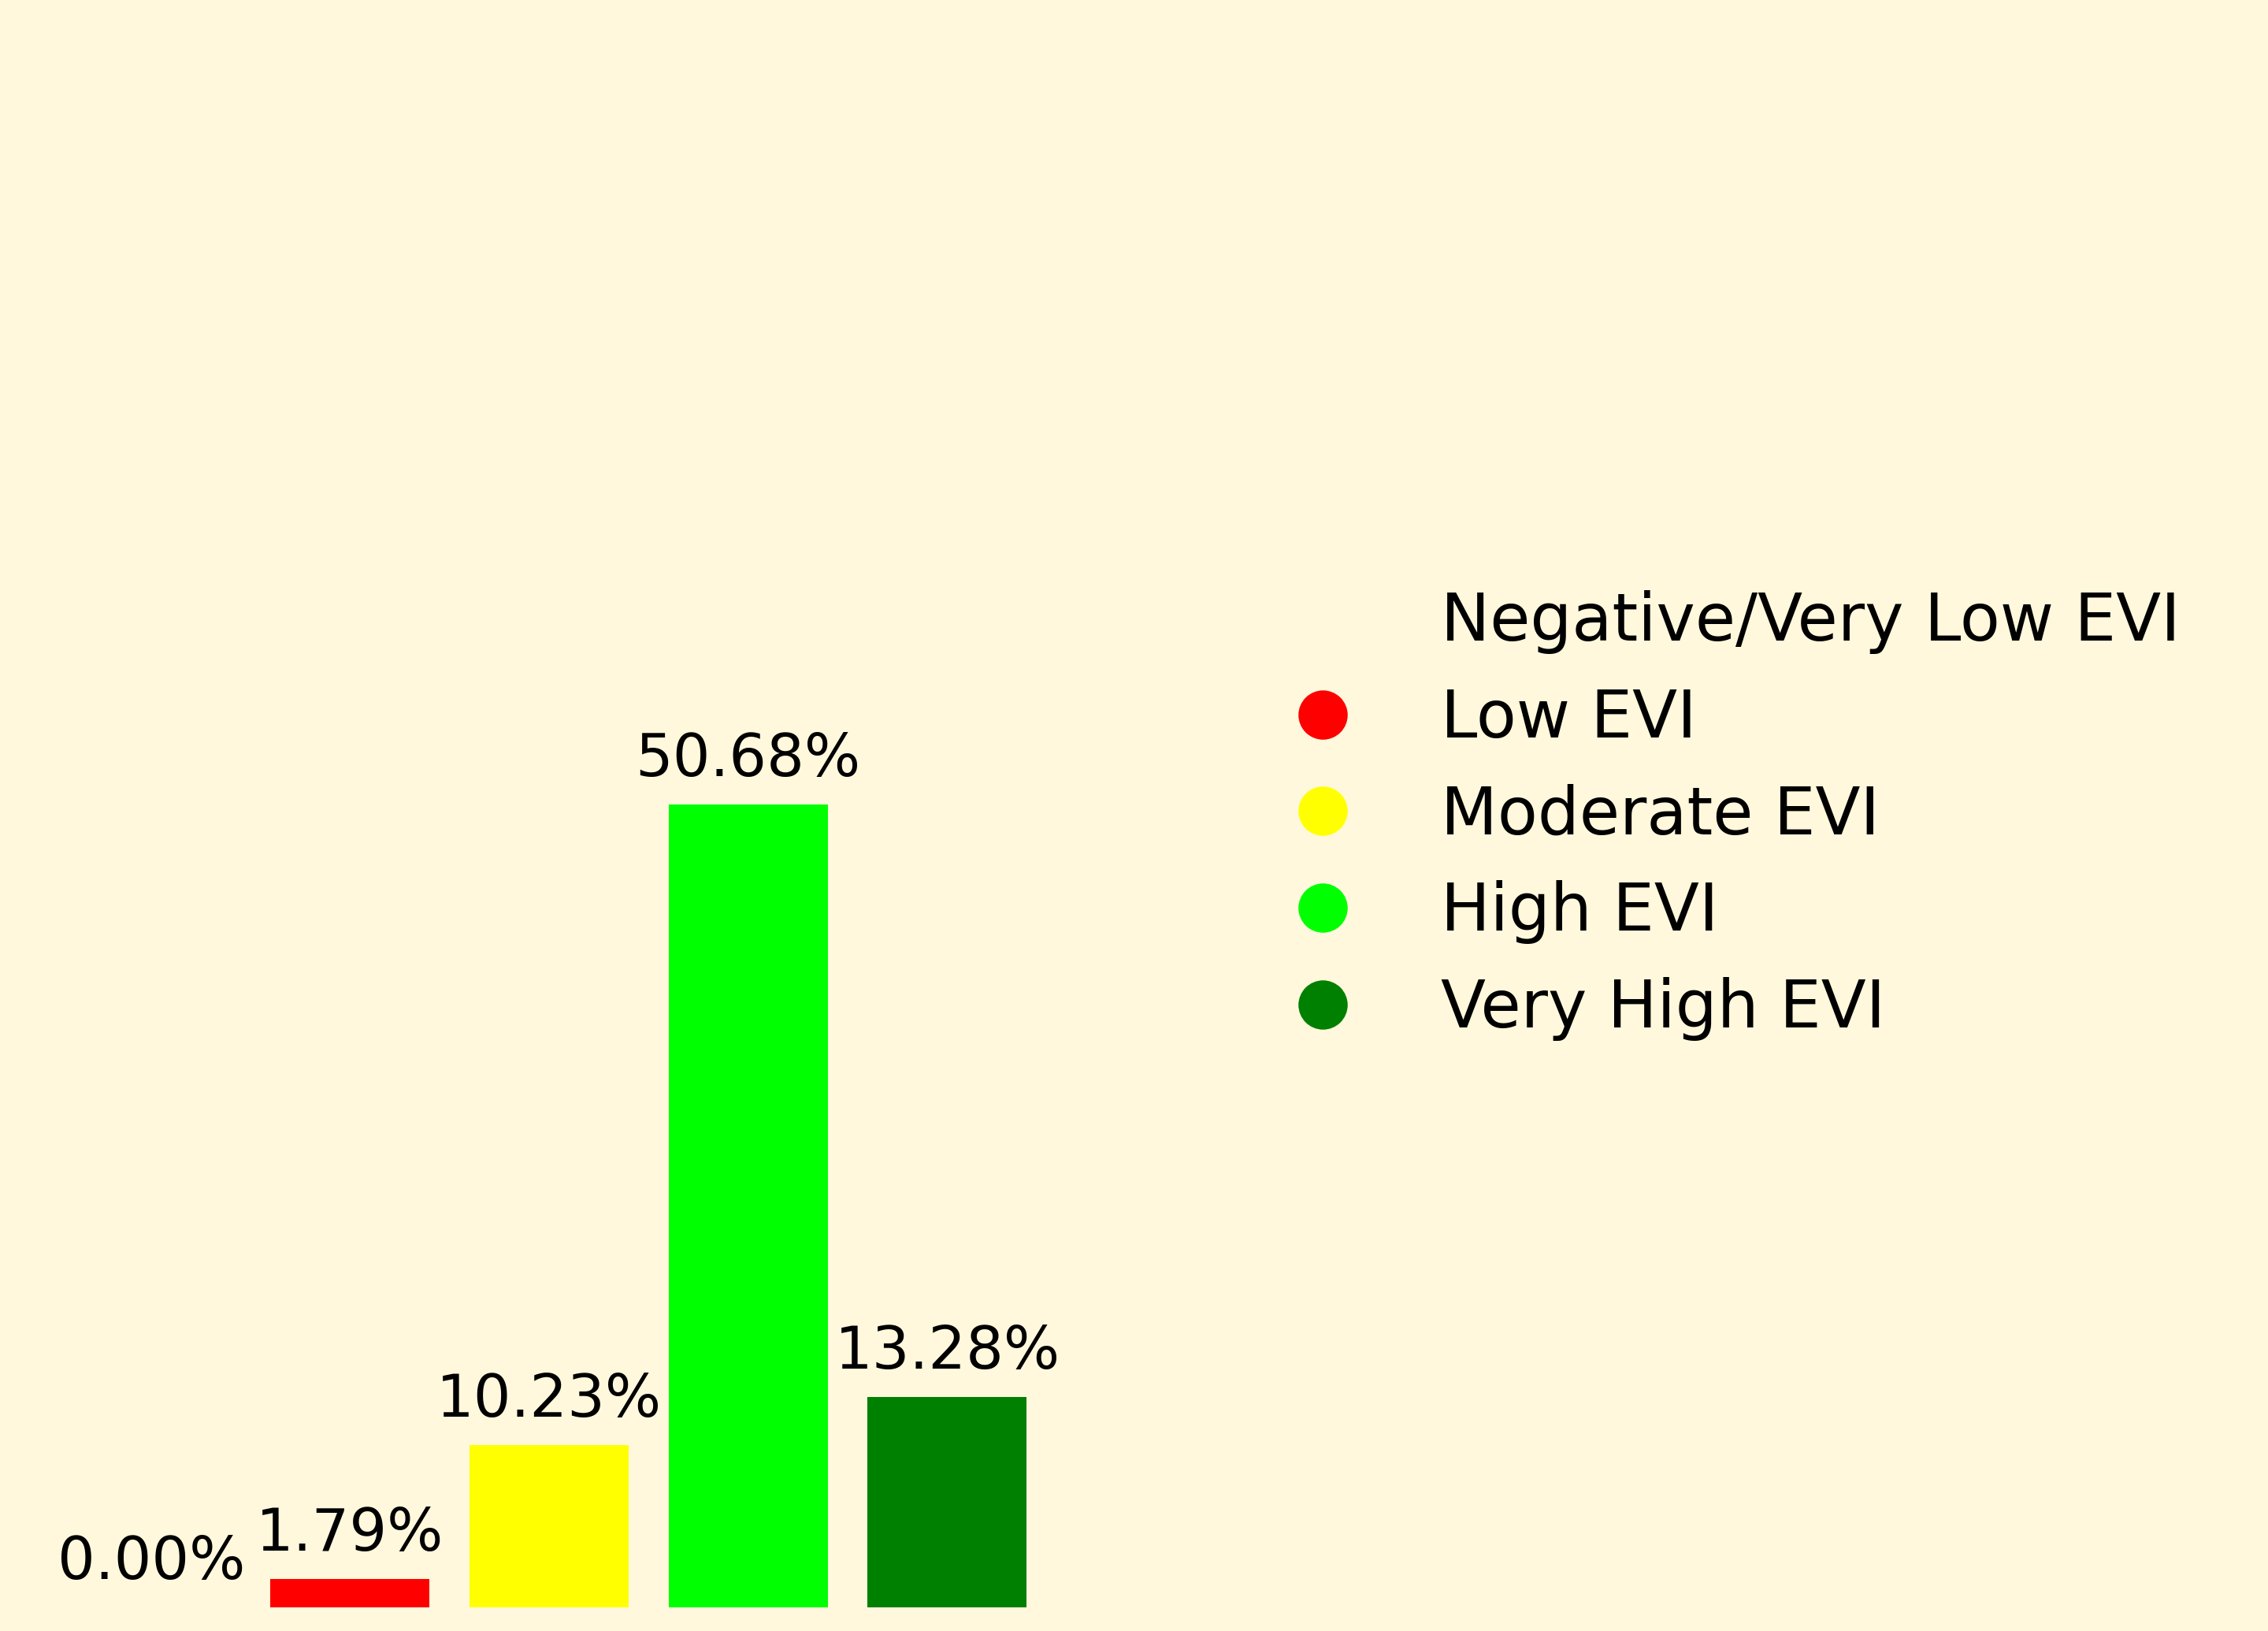 Negative/Very Low EVI
Low EVI
Moderate EVI
High EVI
Very High EVI
50.68%
13.28%
10.23%
1.79%
0.00%